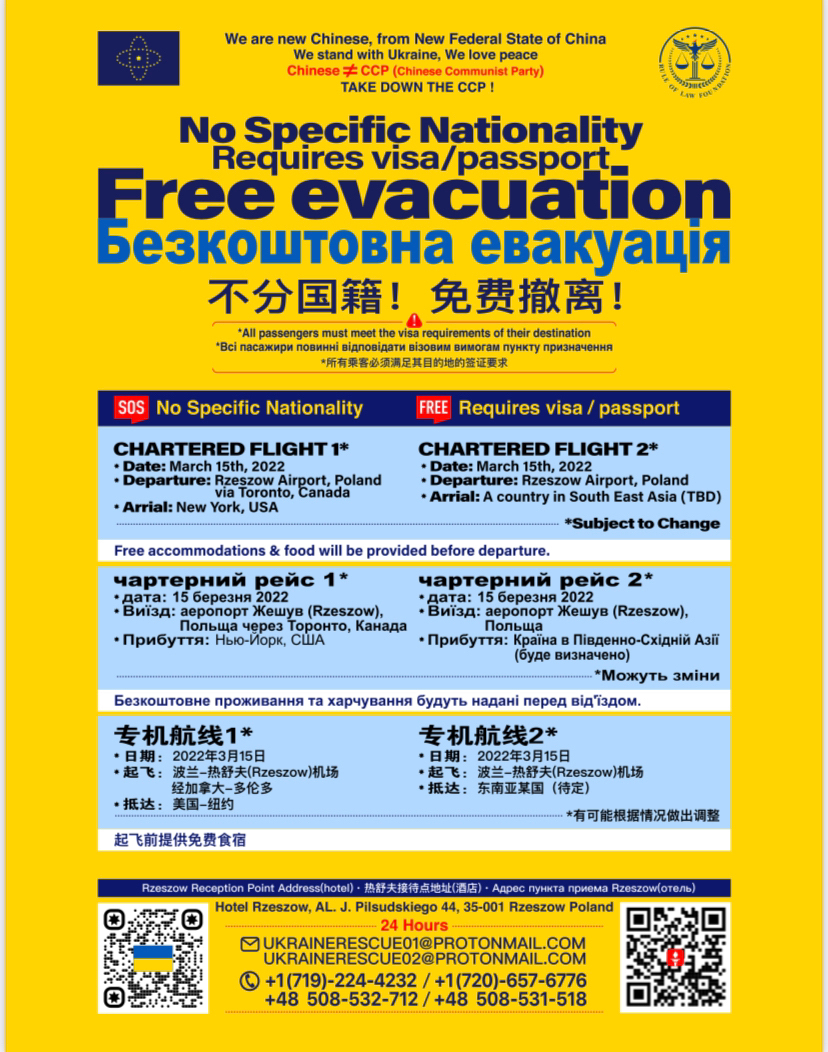 We are new Chinese, from New Federal State of China
We stand with Ukraine, We love peace
Chinese ≠ CCP (Chinese Communist Party)
TAKE DOWN THE CCP !
RULE OF LAW FOUNDATION
No Specific Nationality
Requires visa/passport
Free evacuation
Безкоштовна евакуація
不分国籍！ 免费撤离！
*All passengers must meet the visa requirements of their destination
*Всі пасажири повинні відповідати візовим вимогам пункту призначення
*所有乘客必须满足其目的地的签证要求
SOS No Specific Nationality
FREE Requires visa / passport
CHARTERED FLIGHT 1*
• Date: March 15th, 2022
• Departure: Rzeszow Airport, Poland
via Toronto, Canada
• Arrial: New York, USA
CHARTERED FLIGHT 2*
• Date: March 15th, 2022
• Departure: Rzeszow Airport, Poland
• Arrial: A country in South East Asia (TBD)
*Subject to Change
Free accommodations & food will be provided before departure.
чартерний рейс 1*
• дата: 15 березня 2022
• Виїзд: аеропорт Жешув (Rzeszow),
Польща через Торонто, Канада
• Прибуття: Нью-Йорк, США
чартерний рейс 2*
• дата: 15 березня 2022
• Виїзд: аеропорт Жешув (Rzeszow),
Польща
• Прибуття: Країна в Південно-Східній Азії
(буде визначено)
*Можуть зміни
Безкоштовне проживання та харчування будуть надані перед від'їздом.
专机航线1*
• 日期： 2022年3月15日
• 起飞： 波兰–热舒夫(Rzeszow)机场
经加拿大–多伦多
• 抵达： 美国–纽约
专机航线2*
• 日期： 2022年3月15日
• 起飞： 波兰–热舒夫(Rzeszow)机场
• 抵达： 东南亚某国（待定）
*有可能根据情况做出调整
起飞前提供免费食宿
Rzeszow Reception Point Address(hotel) · 热舒夫接待点地址(酒店) · Адрес пункта приема Rzeszow(отель)
Hotel Rzeszow, AL. J. Pilsudskiego 44, 35-001 Rzeszow Poland
24 Hours
UKRAINERESCUE01@PROTONMAIL.COM
UKRAINERESCUE02@PROTONMAIL.COM
+1(719)-224-4232 / +1(720)-657-6776
+48 508-532-712 / +48 508-531-518